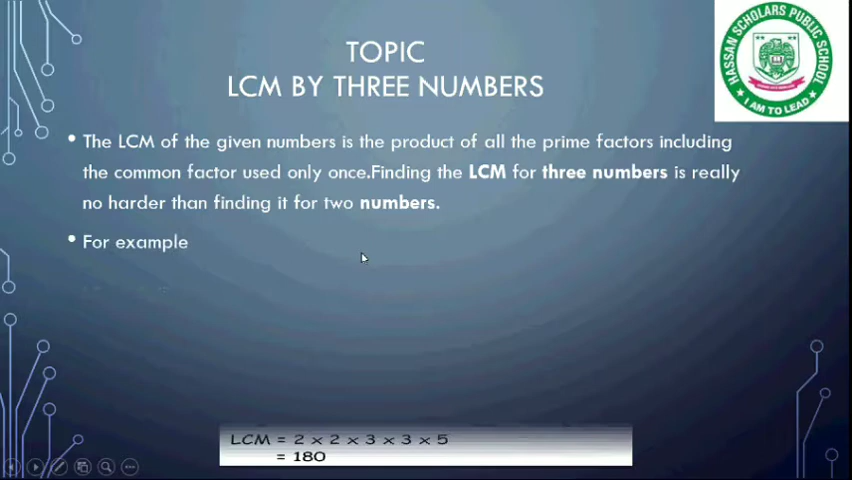 TOPIC
LCM BY THREE NUMBERS
HASSAN SCHOLARS PUBLIC SCHOOL
I AM TO LEAD
• The LCM of the given numbers is the product of all the prime factors including
the common factor used only once.Finding the LCM for three numbers is really
no harder than finding it for two numbers.
• For example
LCM = 2 x 2 x 3 x 3 x 5
= 180